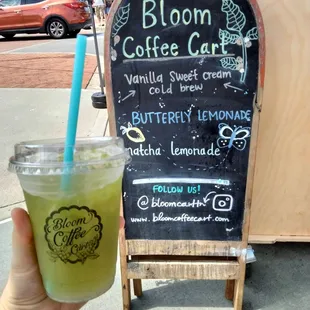 Bloom
Coffee Cart
Vanilla Sweet cream
cold brew
BUTTERFLY LEMONADE
matcha lemonade
FOLLOW US!
www.bloomcoffeecart.com
Bloom
Coffee
Cart